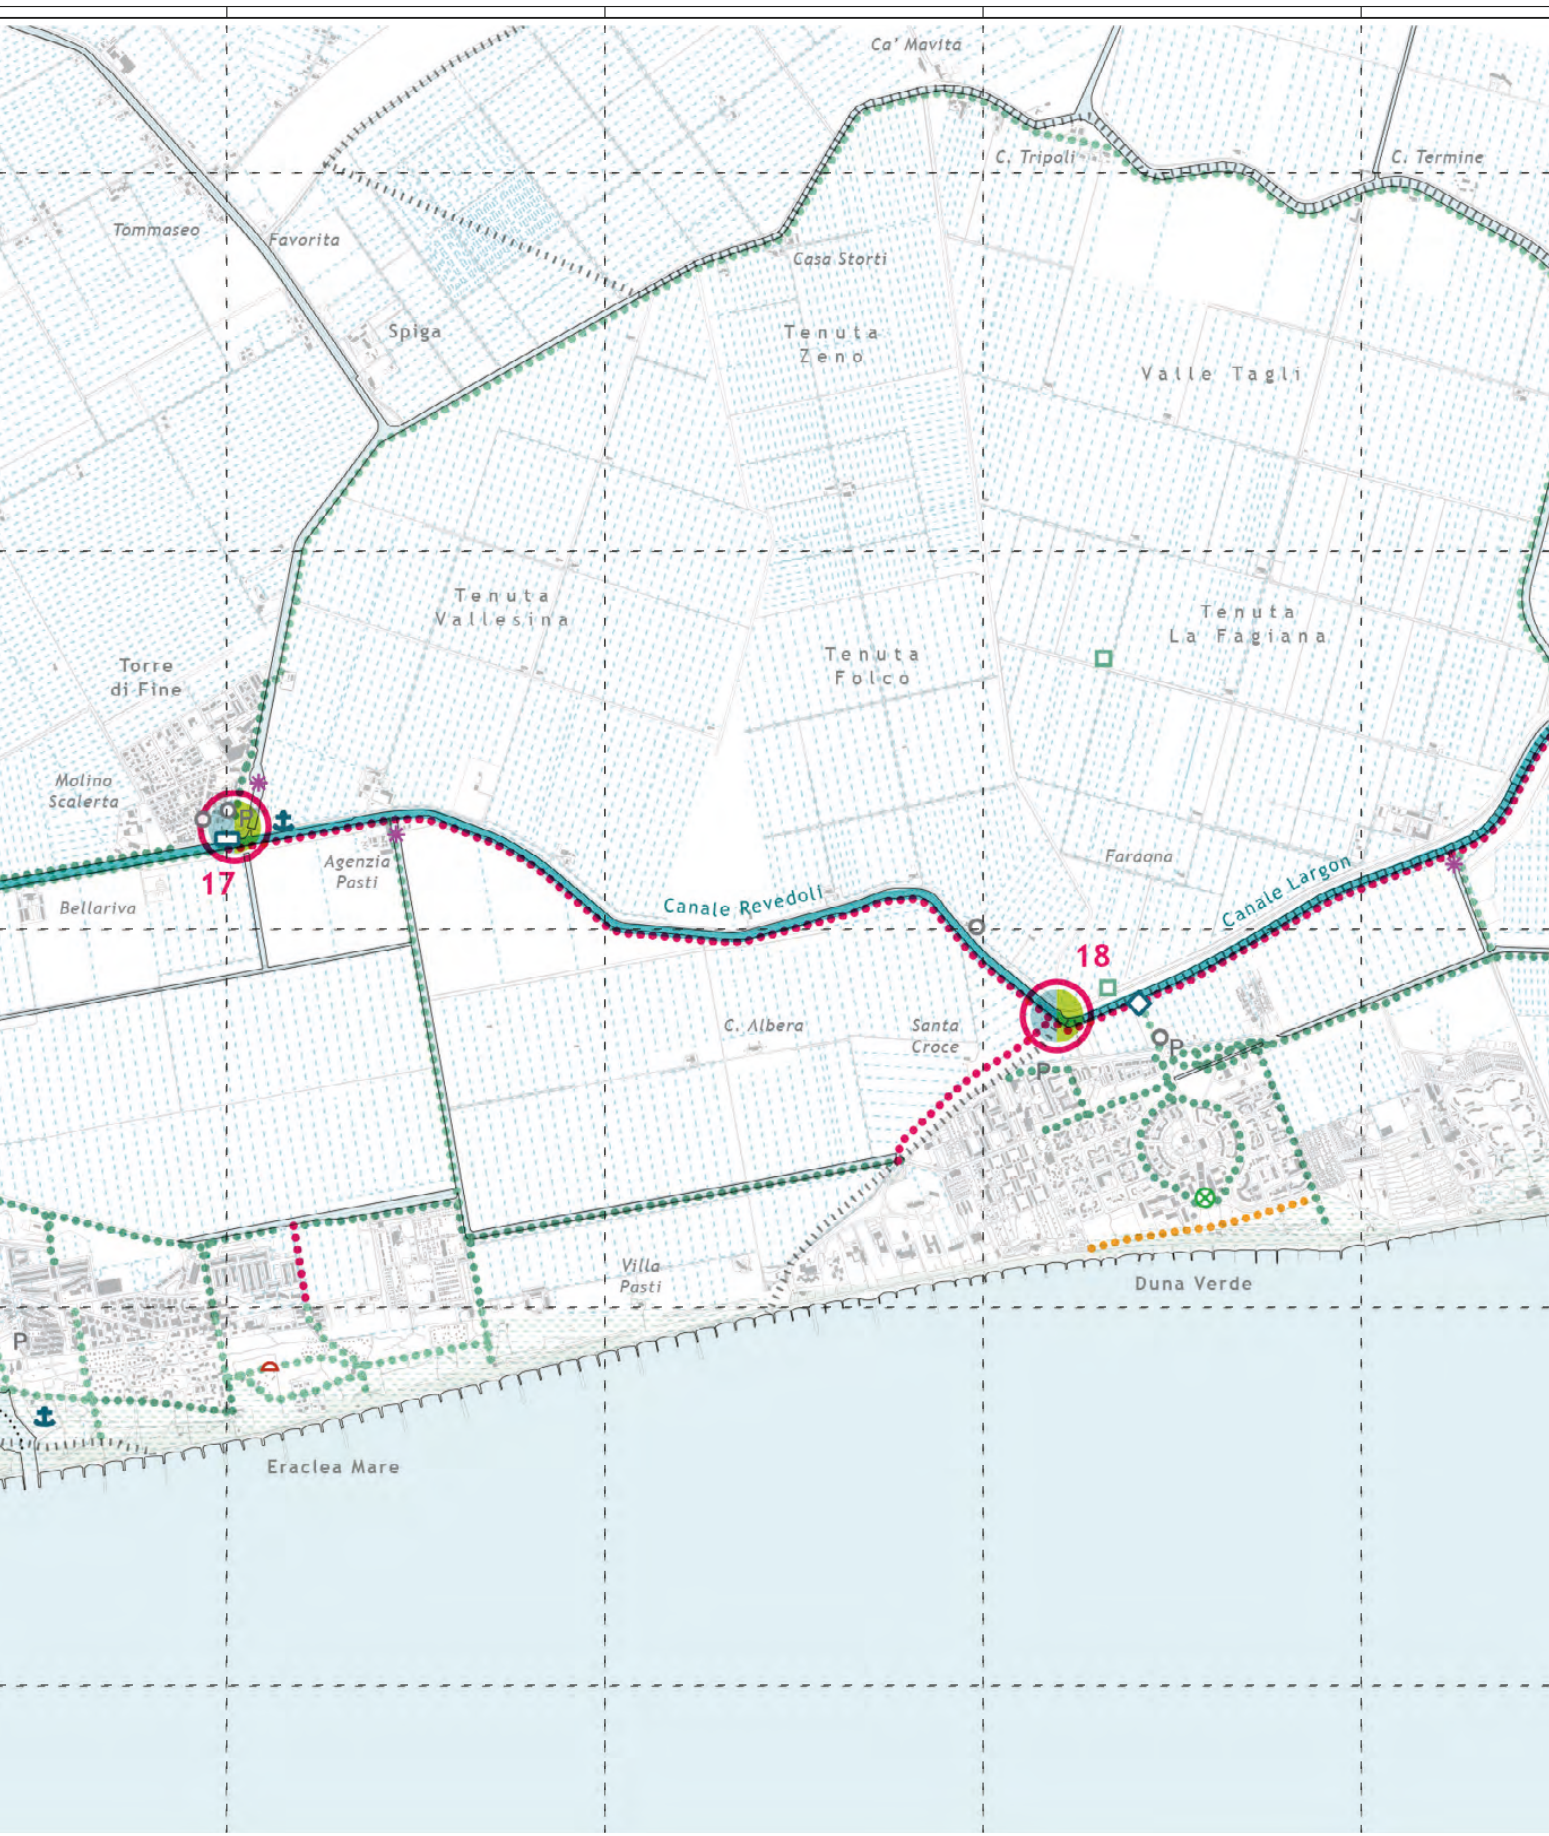 Ca' Mavita
C. Tripoli
C. Termine
Tommaseo
Favorita
Casa Storti
Spiga
Tenuta
Zeno
Valle Tagli
Tenuta
Vallesina
Tenuta
La Fagiana
Torre
di Fine
Tenuta
Folco
Molino
Scalerta
P
Agenzia
Pasti
Faraona
17
Canale Revedoli
Canale Largon
Bellariva
18
C. Albera
Santa
Croce
P
P
Villa
Pasti
Duna Verde
P
Eraclea Mare